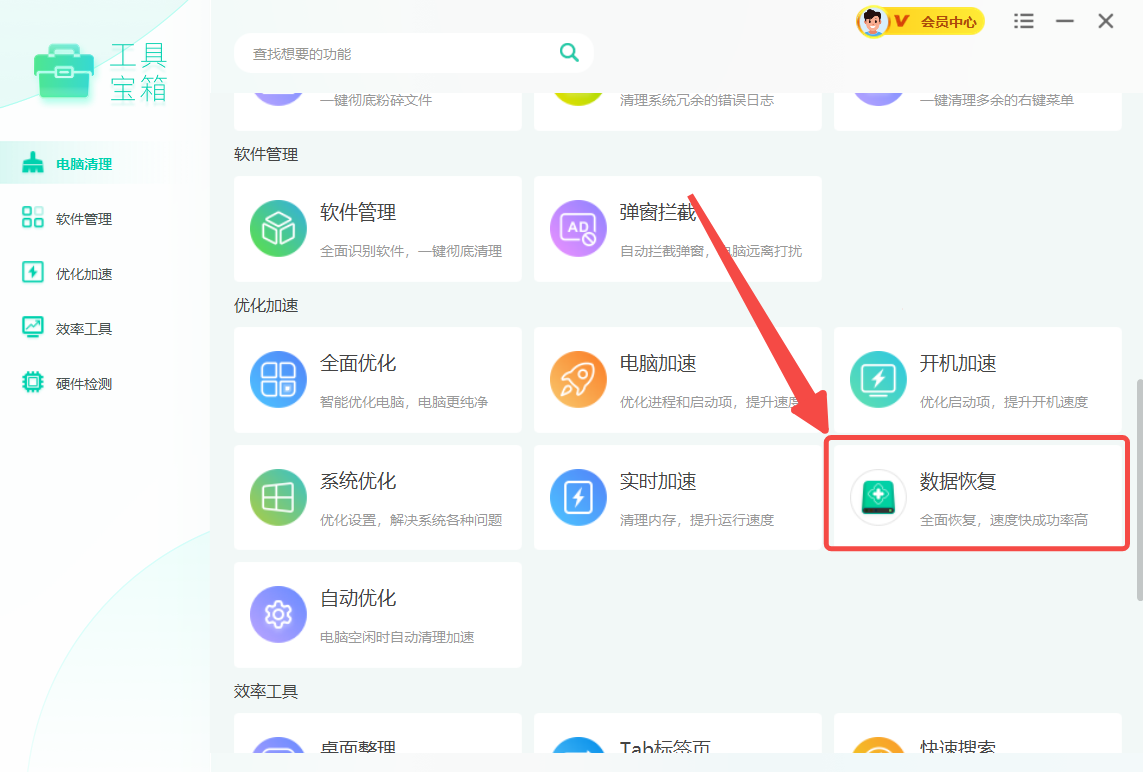 工具
宝箱
会员中心
查找想要的功能
电脑清理
软件管理
优化加速
效率工具
硬件检测
一键彻底粉碎文件
清理系统冗余的错误日志
一键清理多余的右键菜单
软件管理
软件管理
全面识别软件，一键彻底清理
弹窗拦截
自动拦截弹窗，电脑远离打扰
AD
优化加速
全面优化
智能优化电脑，电脑更纯净
电脑加速
优化进程和启动项，提升速度
开机加速
优化启动项，提升开机速度
系统优化
优化设置，解决系统各种问题
实时加速
清理内存，提升运行速度
数据恢复
全面恢复，速度快成功率高
自动优化
电脑空闲时自动清理加速
效率工具
桌面整理
Tab标签页
快速搜索